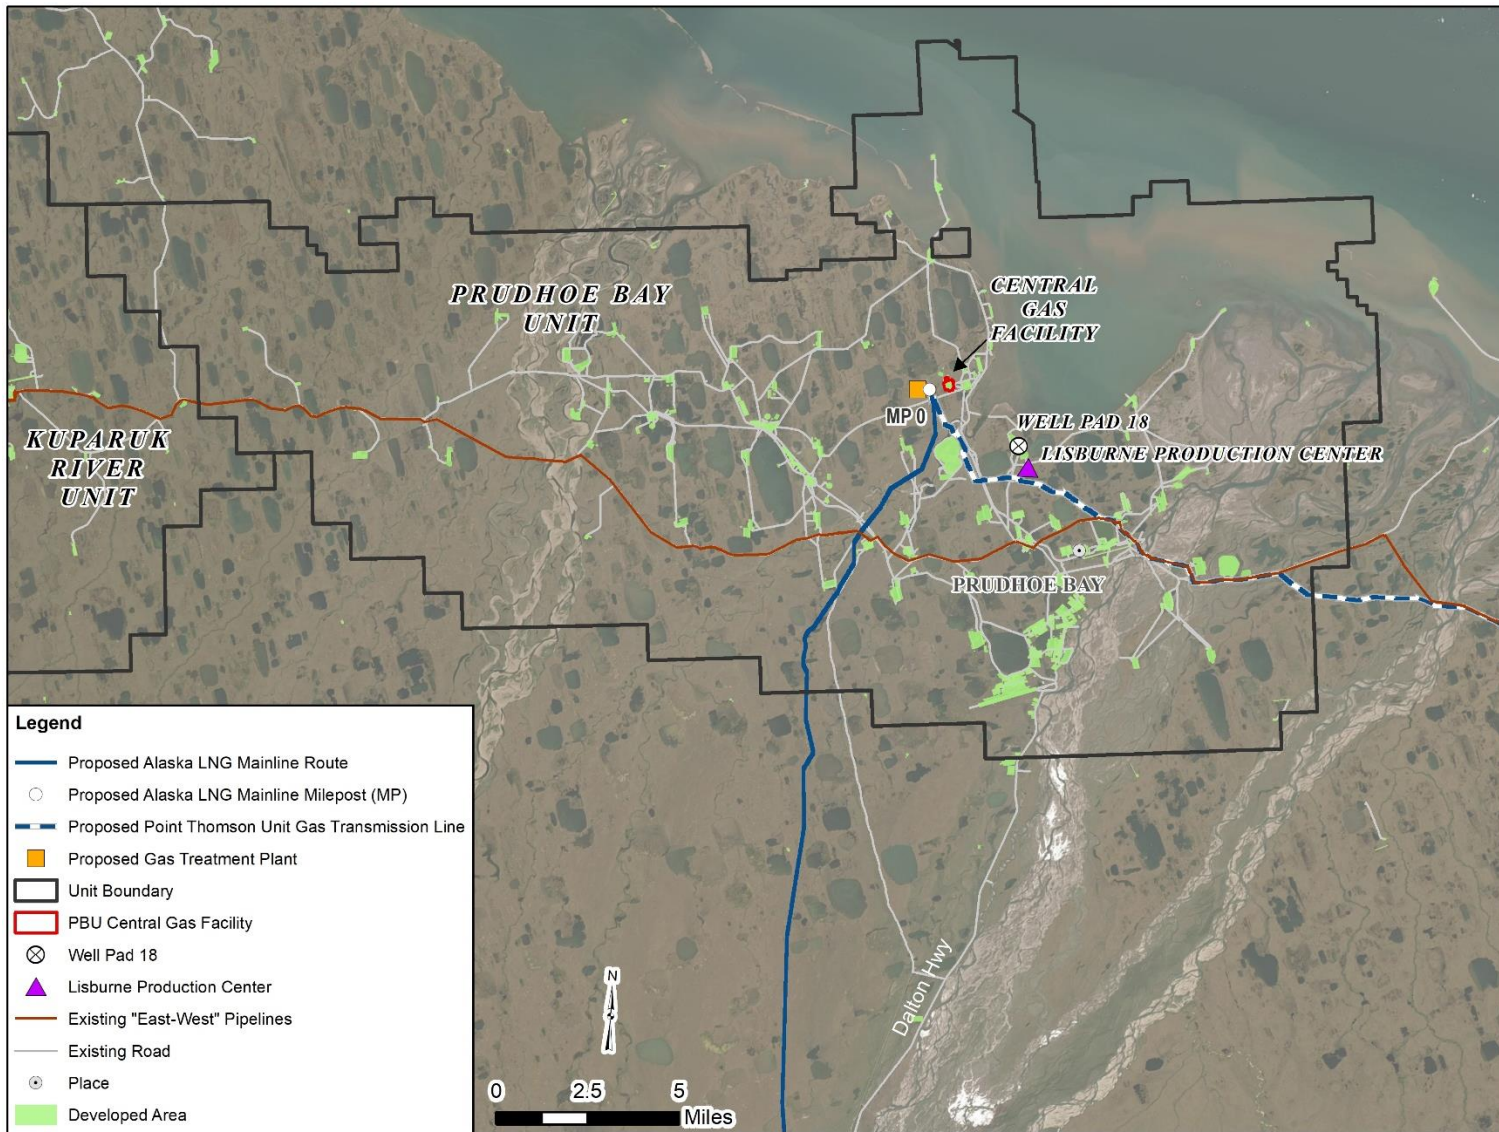 PRUDHOE BAY
UNIT
CENTRAL
GAS
FACILITY
MP 0
WELL PAD 18
LISBURNE PRODUCTION CENTER
KUPARUK
RIVER
UNIT
PRUDHOE BAY
Dalton Hwy
Legend
Proposed Alaska LNG Mainline Route
Proposed Alaska LNG Mainline Milepost (MP)
Proposed Point Thomson Unit Gas Transmission Line
Proposed Gas Treatment Plant
Unit Boundary
PBU Central Gas Facility
Well Pad 18
Lisburne Production Center
Existing "East-West" Pipelines
Existing Road
Place
Developed Area
N
0 2.5 5
Miles